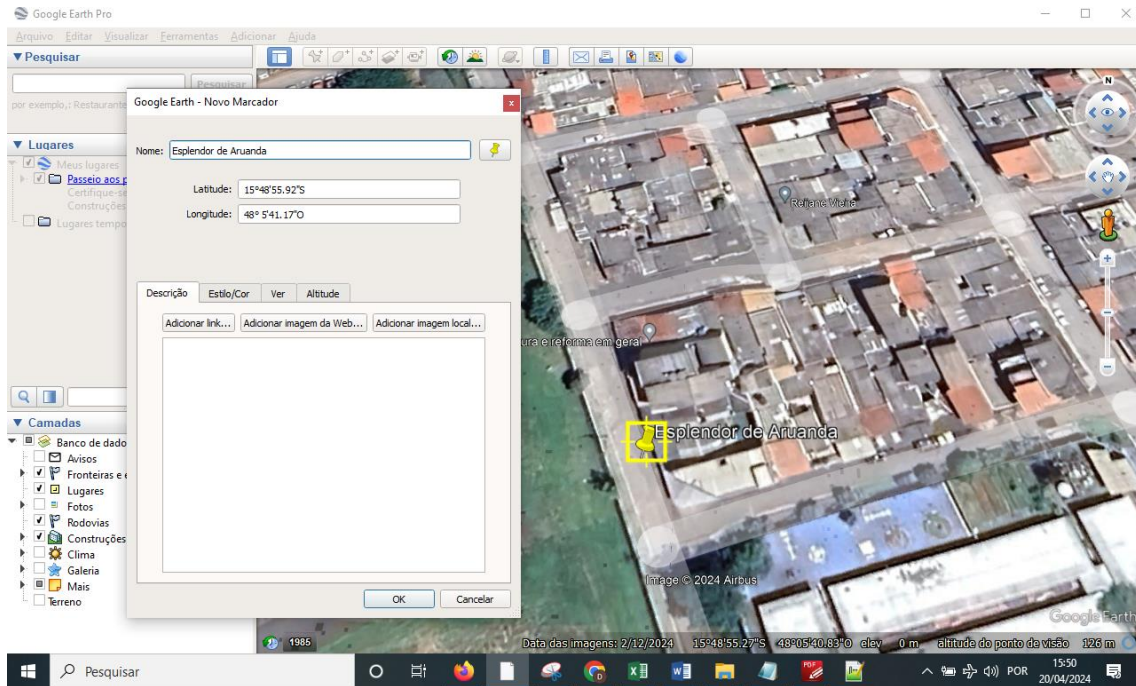 Google Earth Pro
Arquivo Editar Visualizar Ferramentas Adicionar Ajuda
Pesquisar
Pesquisar
por exemplo,: Restaurante
Google Earth - Novo Marcador
x
Nome: Esplendor de Aruanda
Latitude: 15°48'55.92"S
Longitude: 48° 5'41.17"O
Descrição Estilo/Cor Ver Altitude
Adicionar link... Adicionar imagem da Web... Adicionar imagem local...
OK Cancelar
Lugares
Meus lugares
Passeio aos p
Certifique-se
Construções
Lugares tempo
Camadas
Banco de dado
Avisos
Fronteiras e e
Lugares
Fotos
Rodovias
Construções
Clima
Galeria
Mais
Terreno
N
Rejane Vieira
ura e reforma em geral
Esplendor de Aruanda
Image © 2024 Airbus
Google Earth
1985
Data das imagens: 2/12/2024 15°48'55.27"S 48°05'40.83"O elev 0 m altitude do ponto de visão 126 m
Pesquisar
POR
15:50
20/04/2024